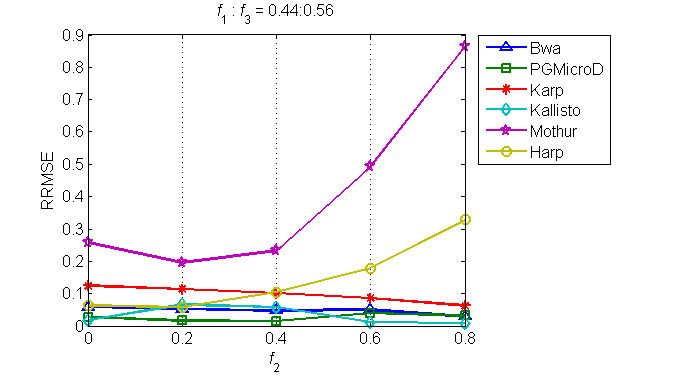 f1 : f3 = 0.44:0.56
0.9
0.8
0.7
0.6
0.5
0.4
0.3
0.2
0.1
0
RRMSE
0 0.2 0.4 0.6 0.8
f2
Bwa
PGMicroD
Karp
Kallisto
Mothur
Harp